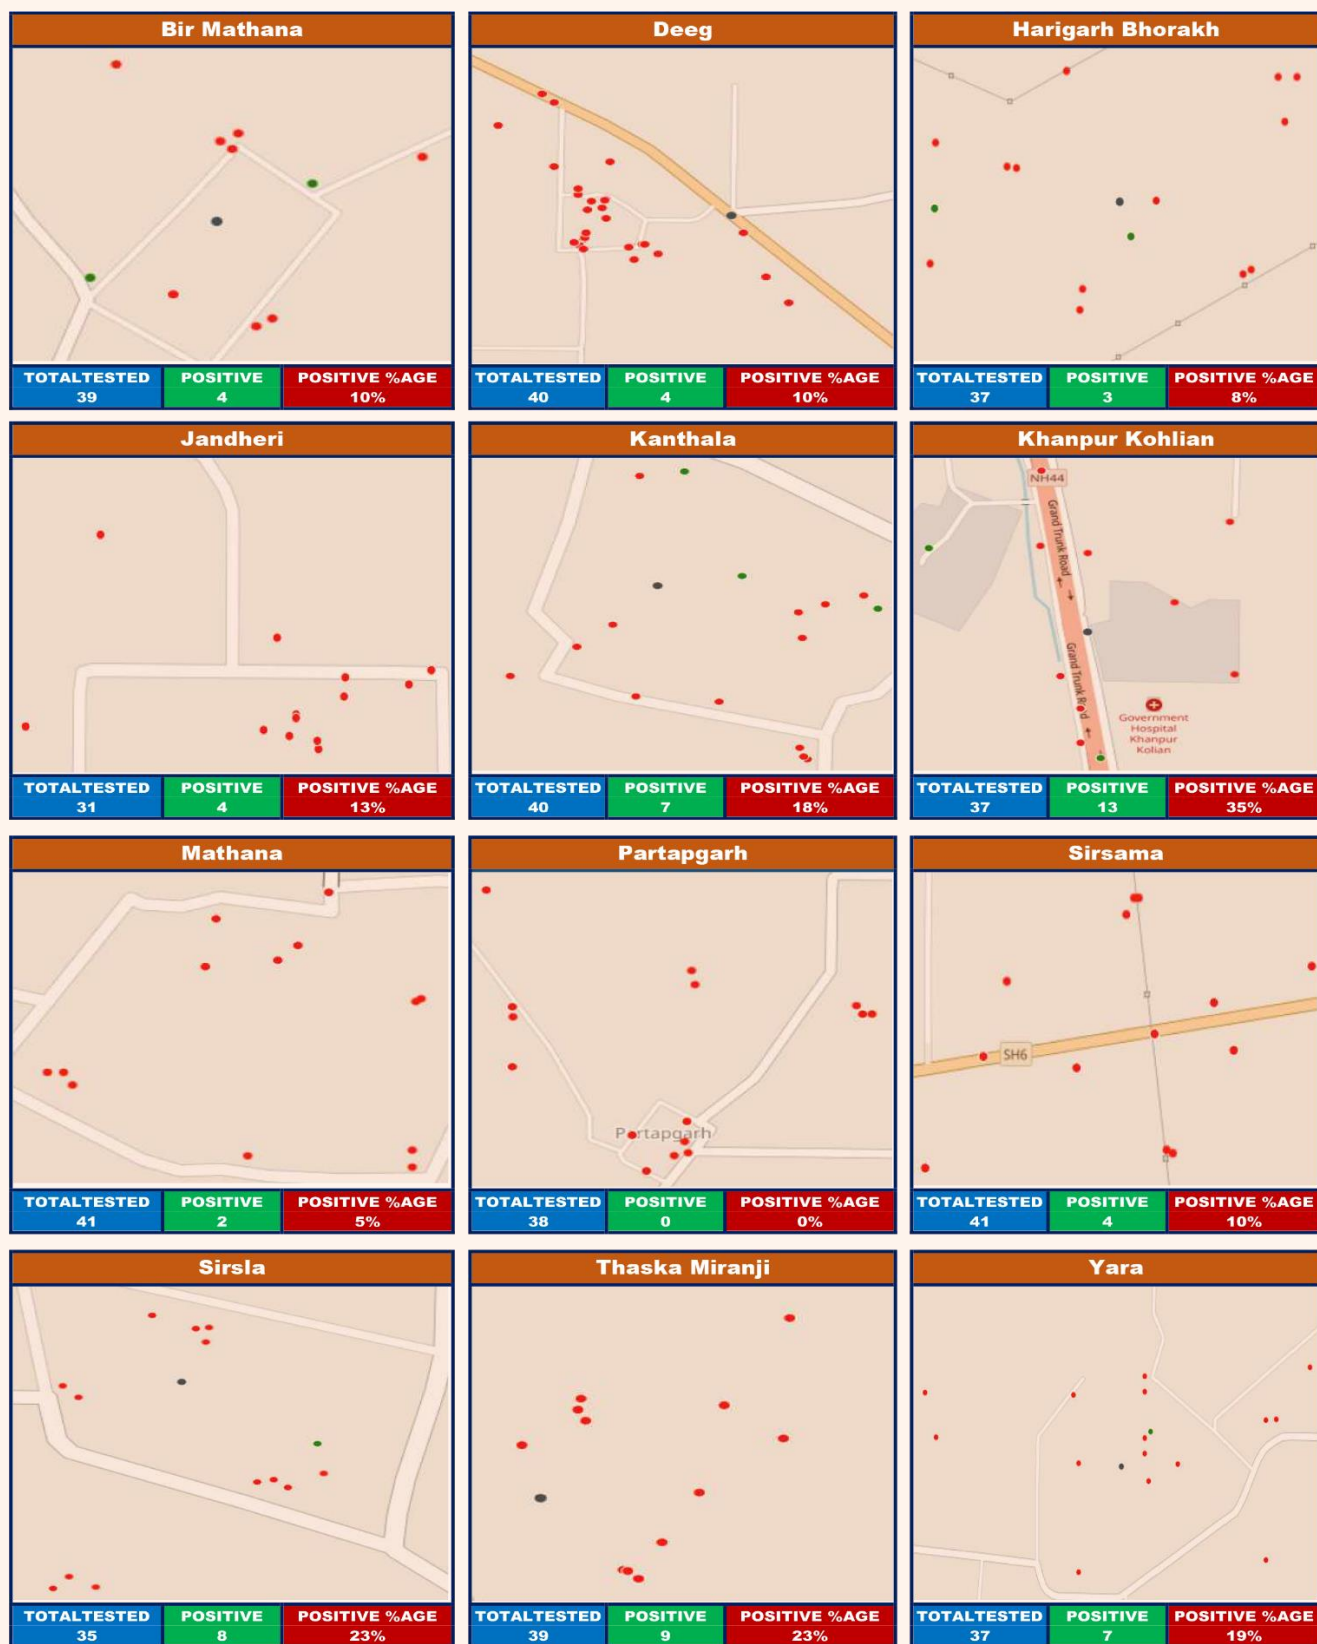 Bir Mathana
TOTALTESTED POSITIVE POSITIVE %AGE
39 4 10%
Deeg
TOTALTESTED POSITIVE POSITIVE %AGE
40 4 10%
Harigarh Bhorakh
TOTALTESTED POSITIVE POSITIVE %AGE
37 3 8%
Jandheri
TOTALTESTED POSITIVE POSITIVE %AGE
31 4 13%
Kanthala
TOTALTESTED POSITIVE POSITIVE %AGE
40 7 18%
Khanpur Kohlian
NH44
Grand Trunk Road
Grand Trunk Road
Government
Hospital
Khanpur
Kolian
TOTALTESTED POSITIVE POSITIVE %AGE
37 13 35%
Mathana
TOTALTESTED POSITIVE POSITIVE %AGE
41 2 5%
Partapgarh
Partapgarh
TOTALTESTED POSITIVE POSITIVE %AGE
38 0 0%
Sirsama
SH6
TOTALTESTED POSITIVE POSITIVE %AGE
41 4 10%
Sirsla
TOTALTESTED POSITIVE POSITIVE %AGE
35 8 23%
Thaska Miranji
TOTALTESTED POSITIVE POSITIVE %AGE
39 9 23%
Yara
TOTALTESTED POSITIVE POSITIVE %AGE
37 7 19%